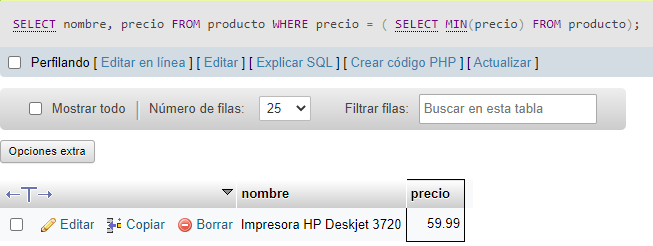 SELECT nombre, precio FROM producto WHERE precio = ( SELECT MIN(precio) FROM producto);
Perfilando [ Editar en línea ] [ Editar ] [ Explicar SQL ] [ Crear código PHP ] [ Actualizar ]
Mostrar todo Número de filas: 25 Filtrar filas: Buscar en esta tabla
Opciones extra
←T→ nombre precio
Editar Copiar Borrar Impresora HP Deskjet 3720 59.99